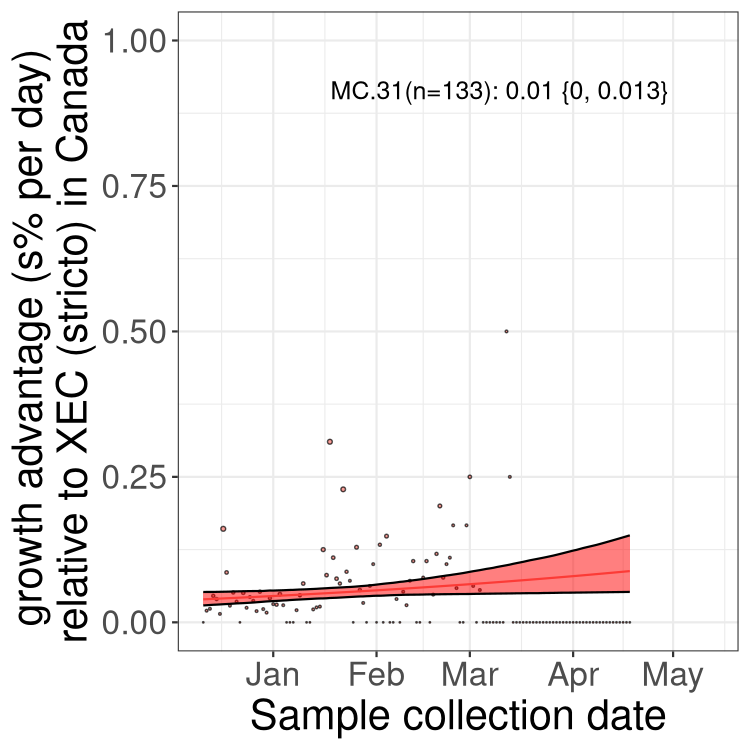 growth advantage (s% per day)
relative to XEC (stricto) in Canada
1.00
0.75
0.50
0.25
0.00
MC.31(n=133): 0.01 {0, 0.013}
Jan Feb Mar Apr May
Sample collection date